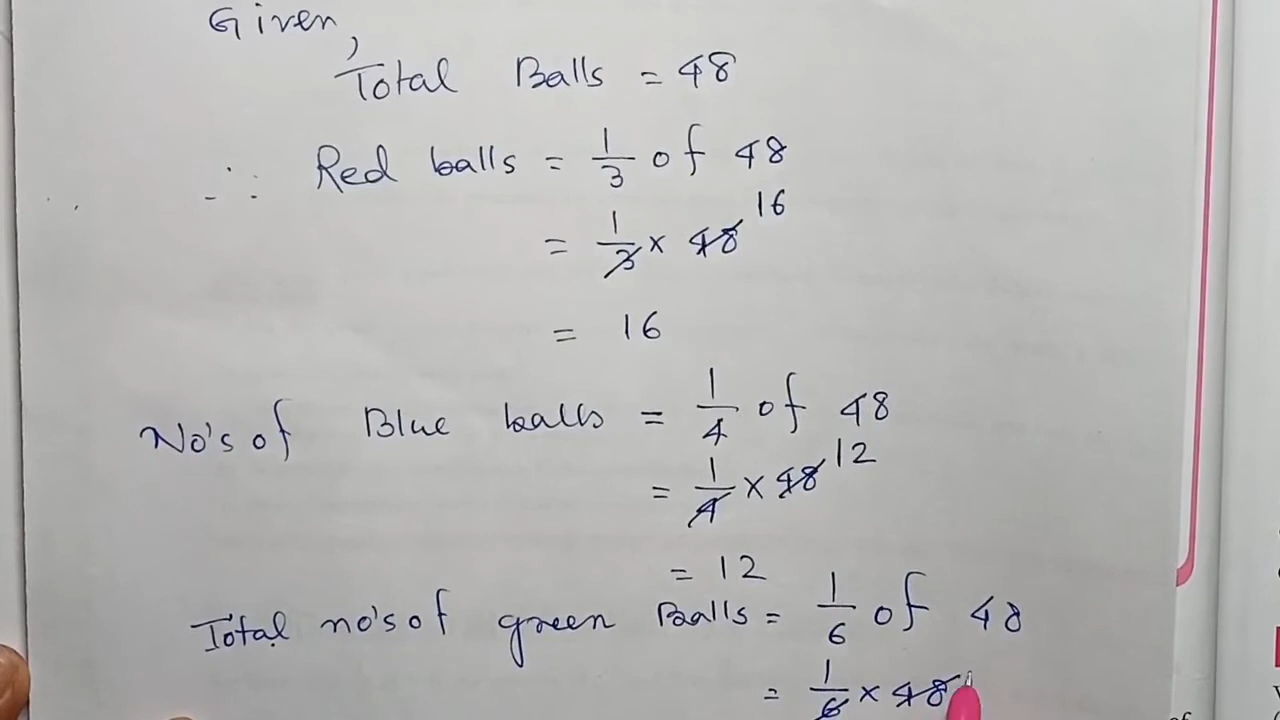 Given,
Total Balls = 48
∴ Red balls = 1/3 of 48
= 1/3 × 48 16
= 16
No's of Blue balls = 1/4 of 48
= 1/4 × 48 12
= 12
Total no's of green Balls = 1/6 of 48
= 1/6 × 48